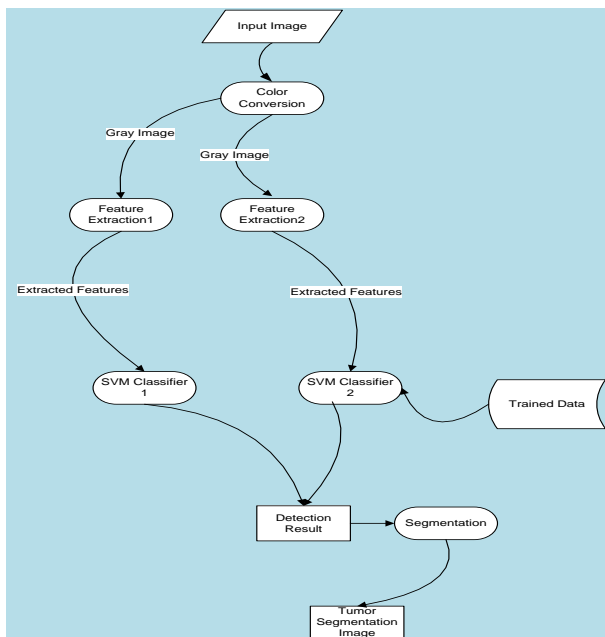 Input Image
Color
Conversion
Gray Image
Gray Image
Feature
Extraction1
Feature
Extraction2
Extracted Features
Extracted Features
SVM Classifier
1
SVM Classifier
2
Trained Data
Detection
Result
Segmentation
Tumor
Segmentation
Image